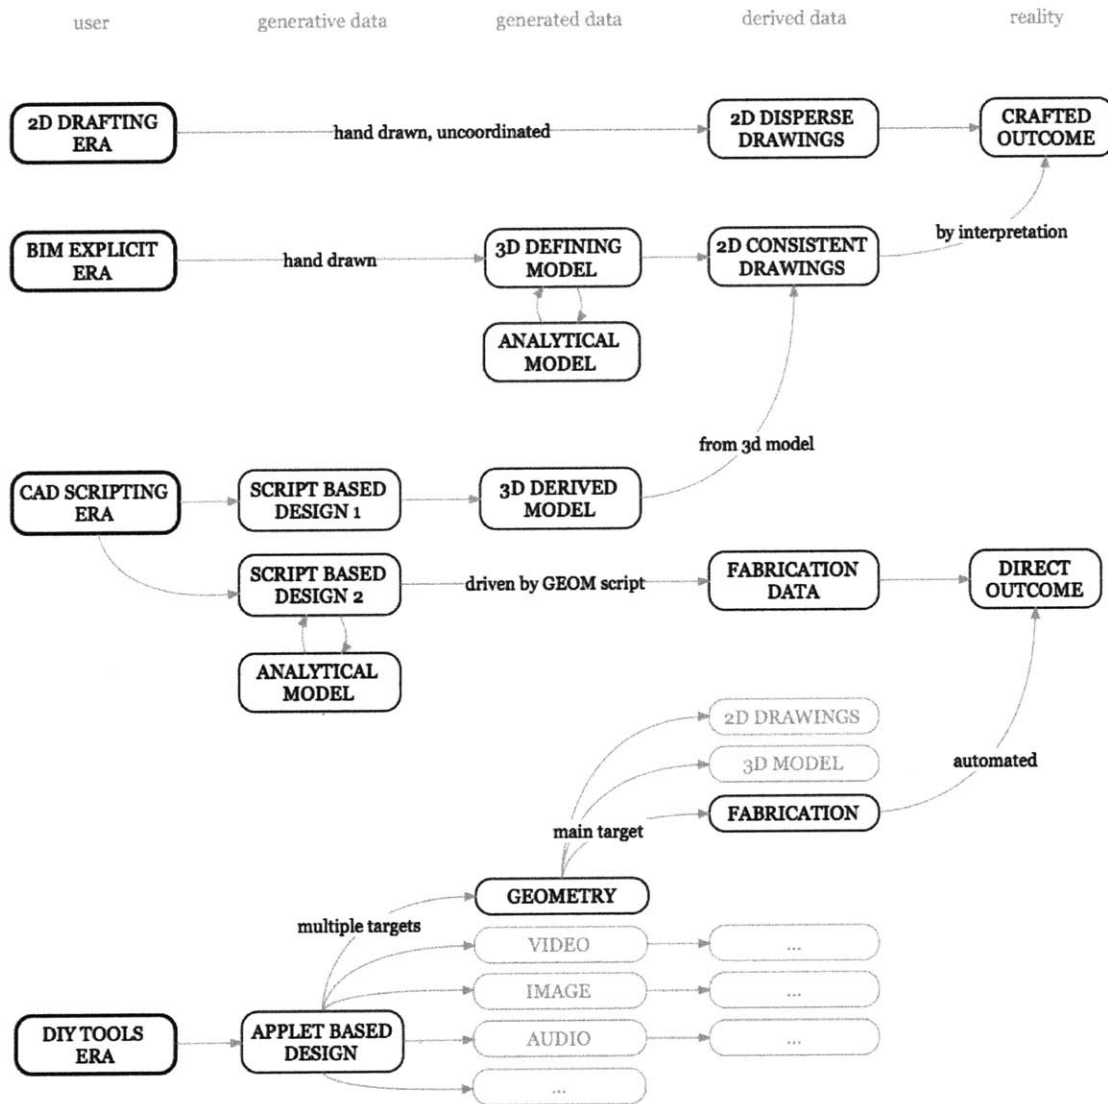 user generative data generated data derived data reality
2D DRAFTING
ERA
hand drawn, uncoordinated
2D DISPERSE
DRAWINGS
CRAFTED
OUTCOME
BIM EXPLICIT
ERA
hand drawn
3D DEFINING
MODEL
2D CONSISTENT
DRAWINGS
by interpretation
ANALYTICAL
MODEL
from 3d model
CAD SCRIPTING
ERA
SCRIPT BASED
DESIGN 1
3D DERIVED
MODEL
SCRIPT BASED
DESIGN 2
driven by GEOM script
FABRICATION
DATA
DIRECT
OUTCOME
ANALYTICAL
MODEL
2D DRAWINGS
3D MODEL
automated
FABRICATION
main target
GEOMETRY
multiple targets
VIDEO
...
IMAGE
...
DIY TOOLS
ERA
APPLET BASED
DESIGN
AUDIO
...
...